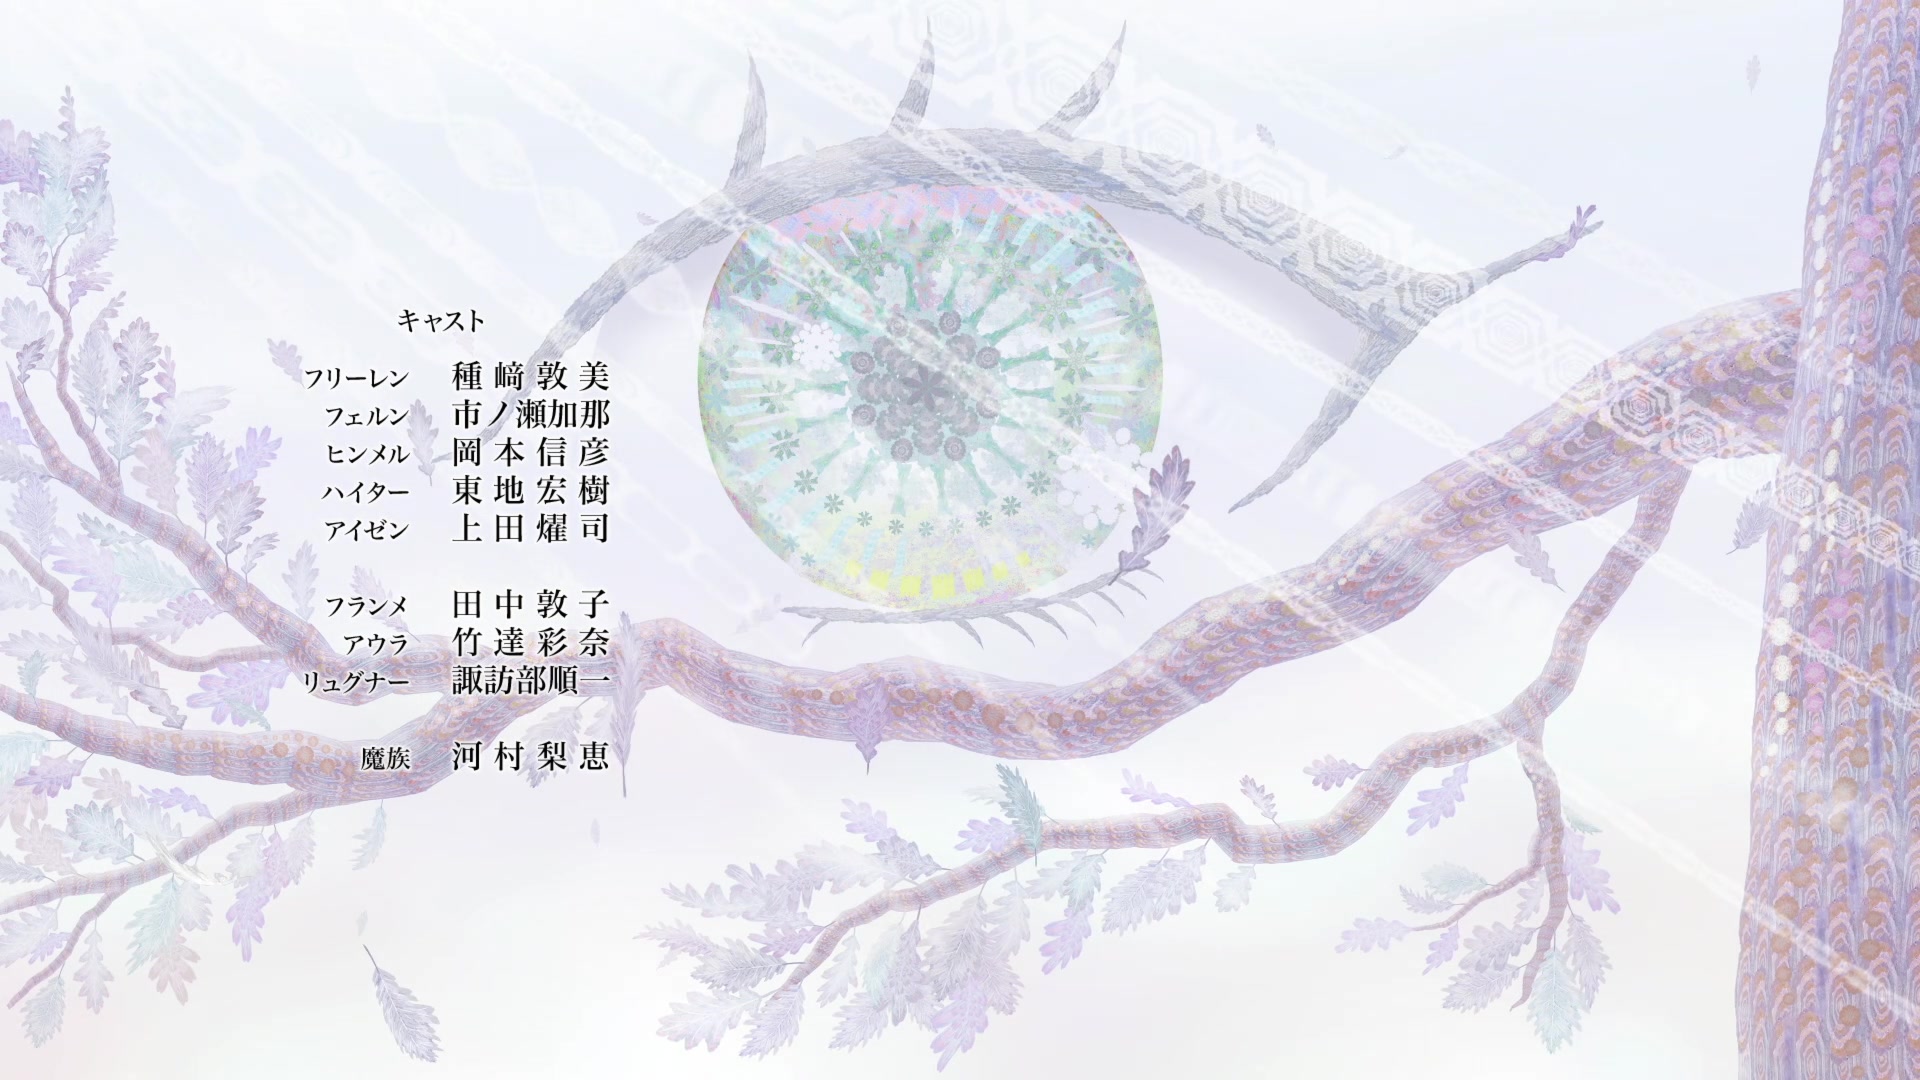 キャスト
フリーレン 種﨑敦美
フェルン 市ノ瀬加那
ヒンメル 岡本信彦
ハイター 東地宏樹
アイゼン 上田燿司
フランメ 田中敦子
アウラ 竹達彩奈
リュグナー 諏訪部順一
魔族 河村梨恵